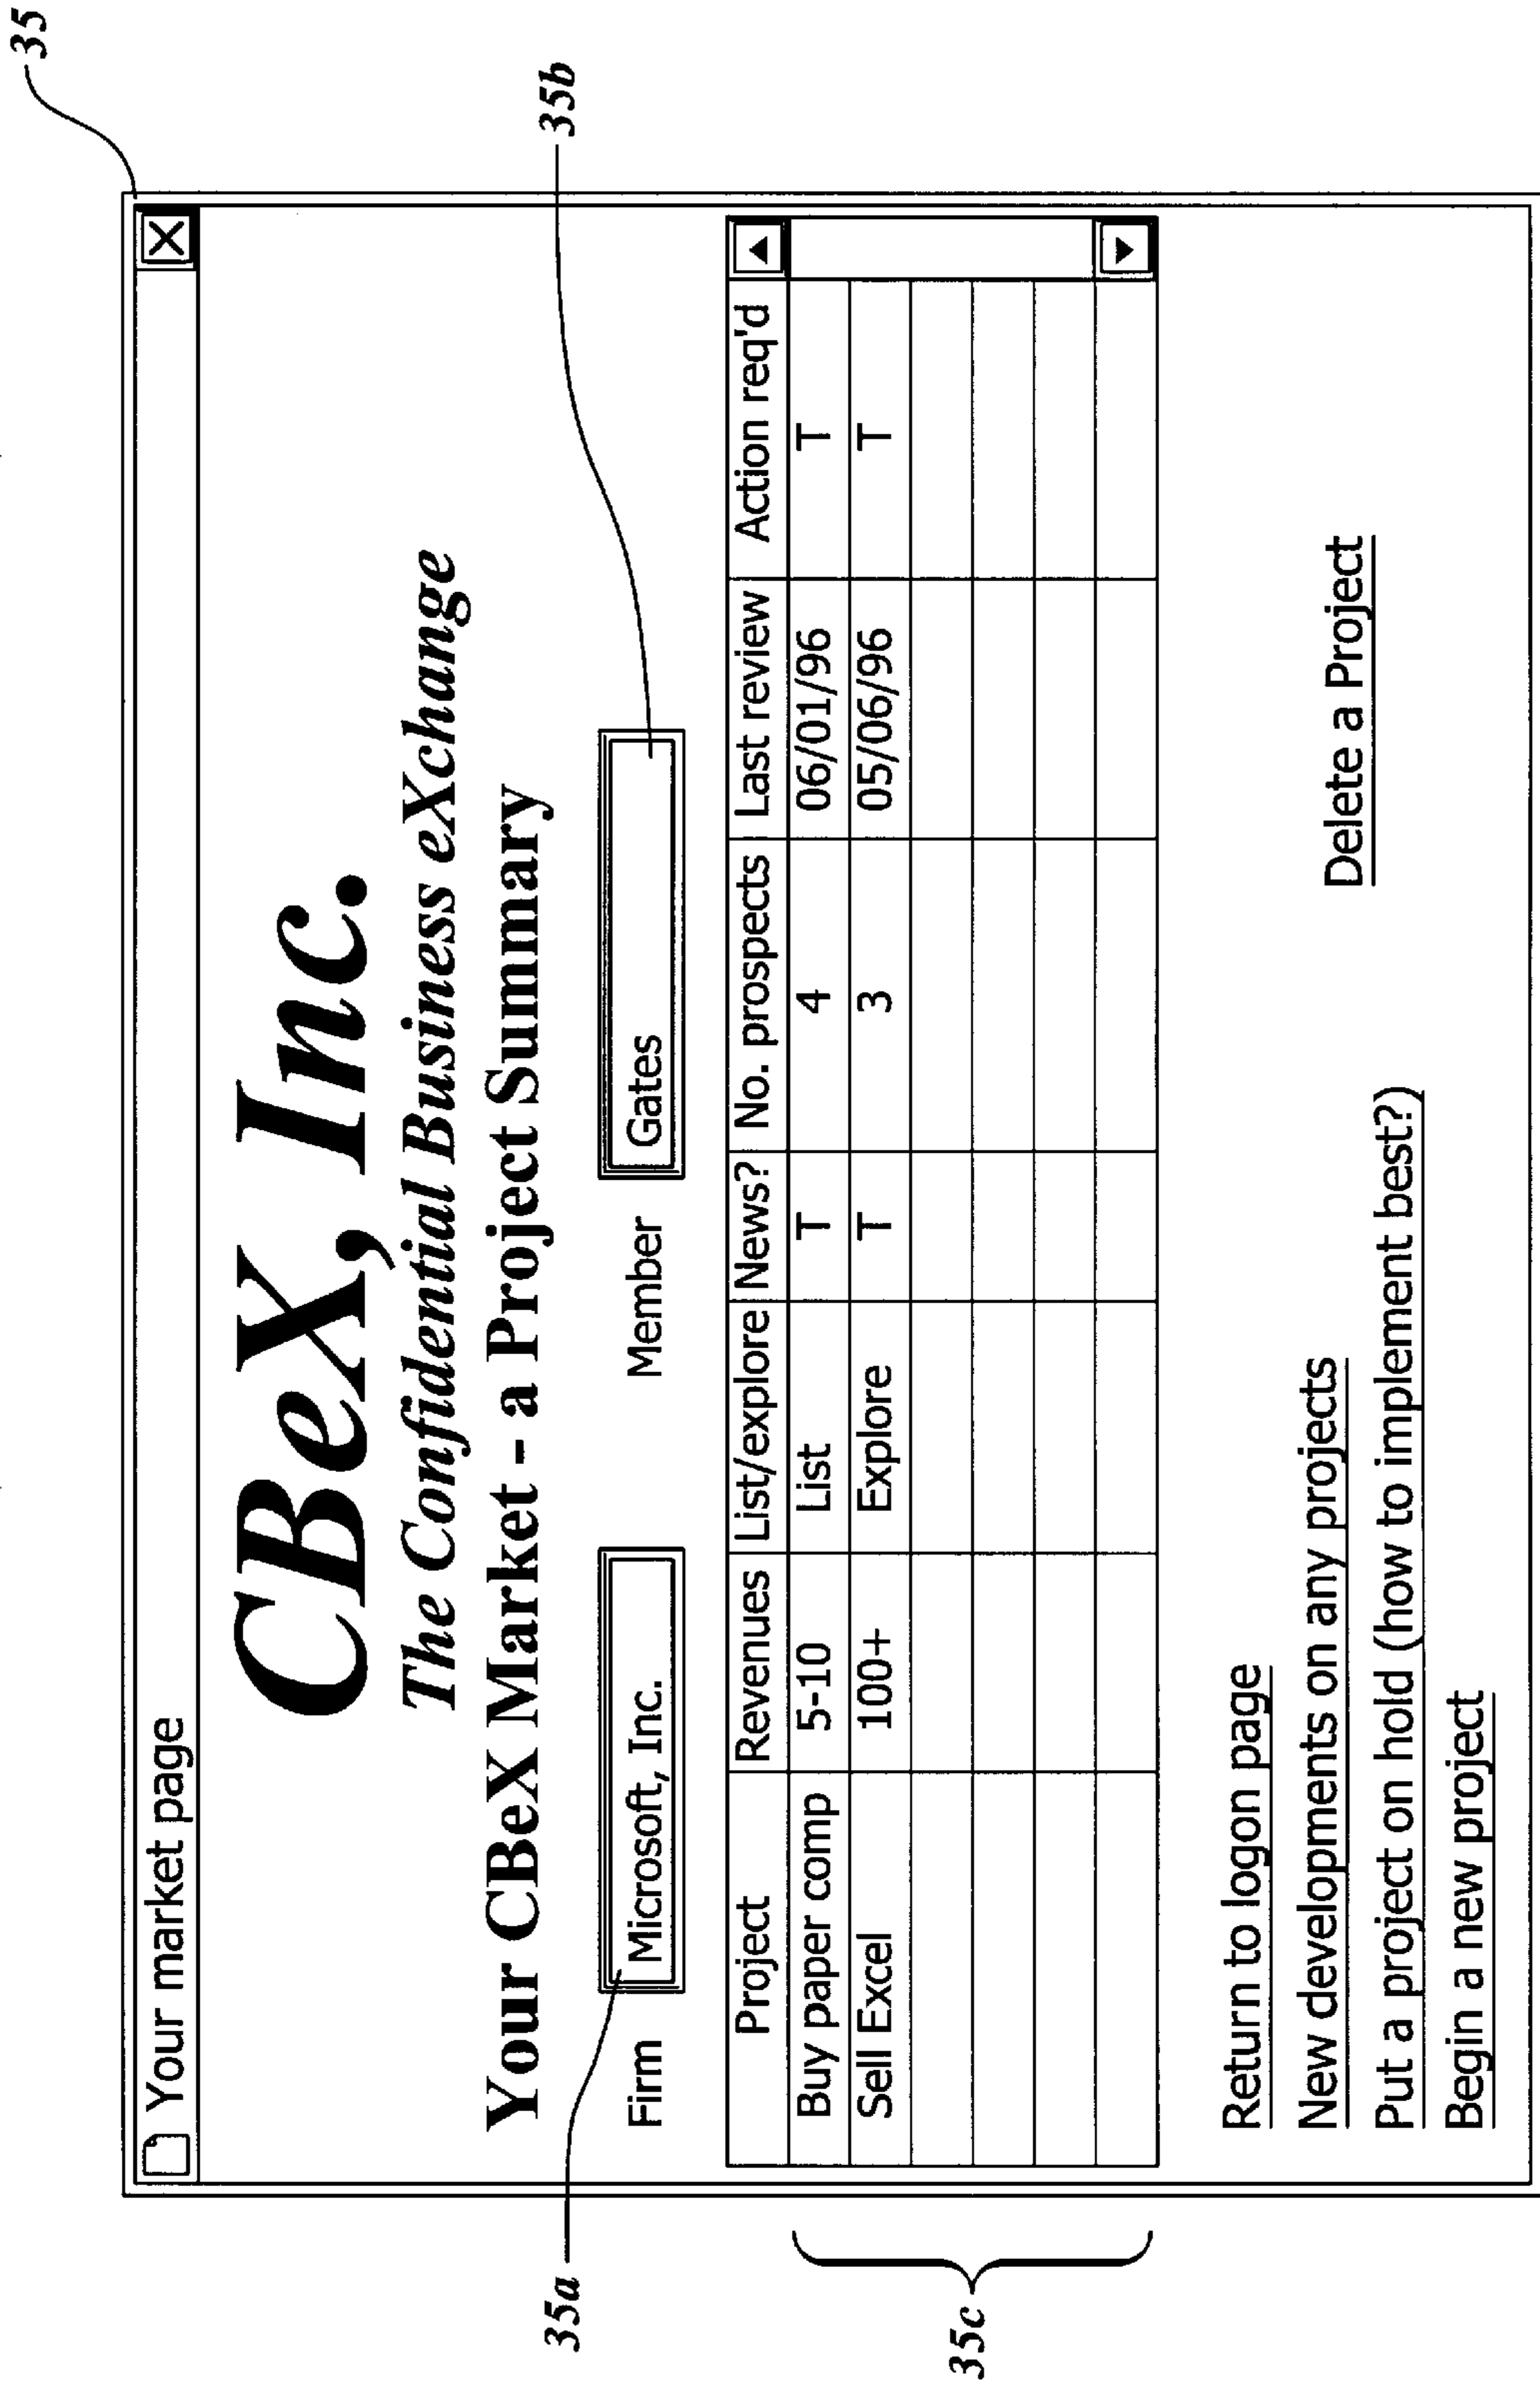 35
Your market page
CBeX, Inc.
The Confidential Business eXchange
Your CBeX Market - a Project Summary
35a
35b
Firm Microsoft, Inc. Member Gates
Project Revenues List/explore News? No. prospects Last review Action req'd
Buy paper comp 5-10 List T 4 06/01/96 T
Sell Excel 100+ Explore T 3 05/06/96 T
35c
Return to logon page
New developments on any projects Delete a Project
Put a project on hold (how to implement best?)
Begin a new project